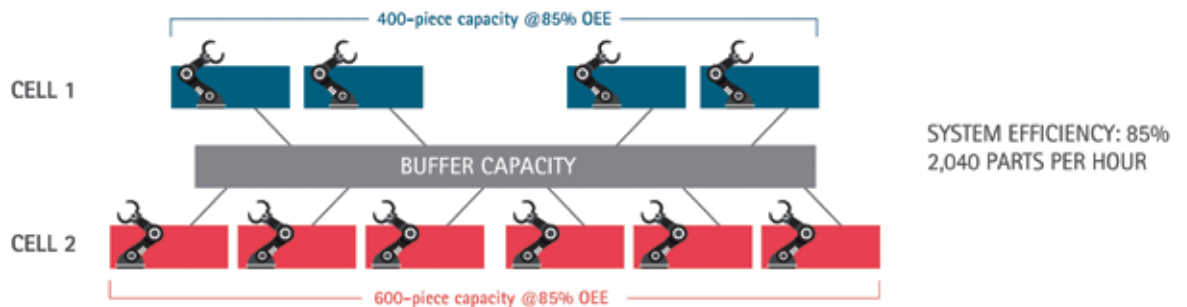 400-piece capacity @85% OEE
CELL 1
SYSTEM EFFICIENCY: 85%
2,040 PARTS PER HOUR
BUFFER CAPACITY
CELL 2
600-piece capacity @85% OEE